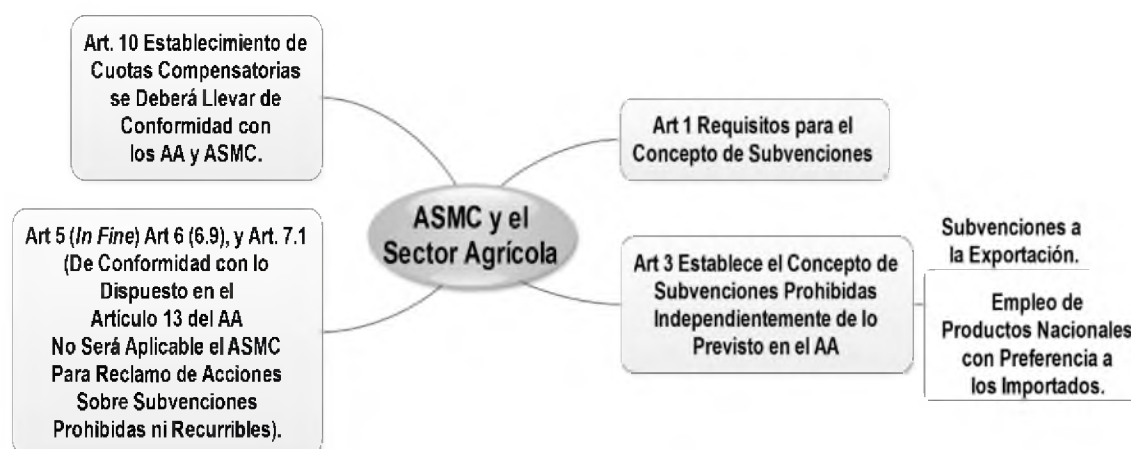 Art. 10 Establecimiento de
Cuotas Compensatorias
se Deberá Llevar de
Conformidad con
los AA y ASMC.
Art 1 Requisitos para el
Concepto de Subvenciones
ASMC y el
Sector Agrícola
Art 5 (In Fine) Art 6 (6.9), y Art. 7.1
(De Conformidad con lo
Dispuesto en el
Artículo 13 del AA
No Será Aplicable el ASMC
Para Reclamo de Acciones
Sobre Subvenciones
Prohibidas ni Recurribles).
Art 3 Establece el Concepto de
Subvenciones Prohibidas
Independientemente de lo
Previsto en el AA
Subvenciones a
la Exportación.
Empleo de
Productos Nacionales
con Preferencia a
los Importados.